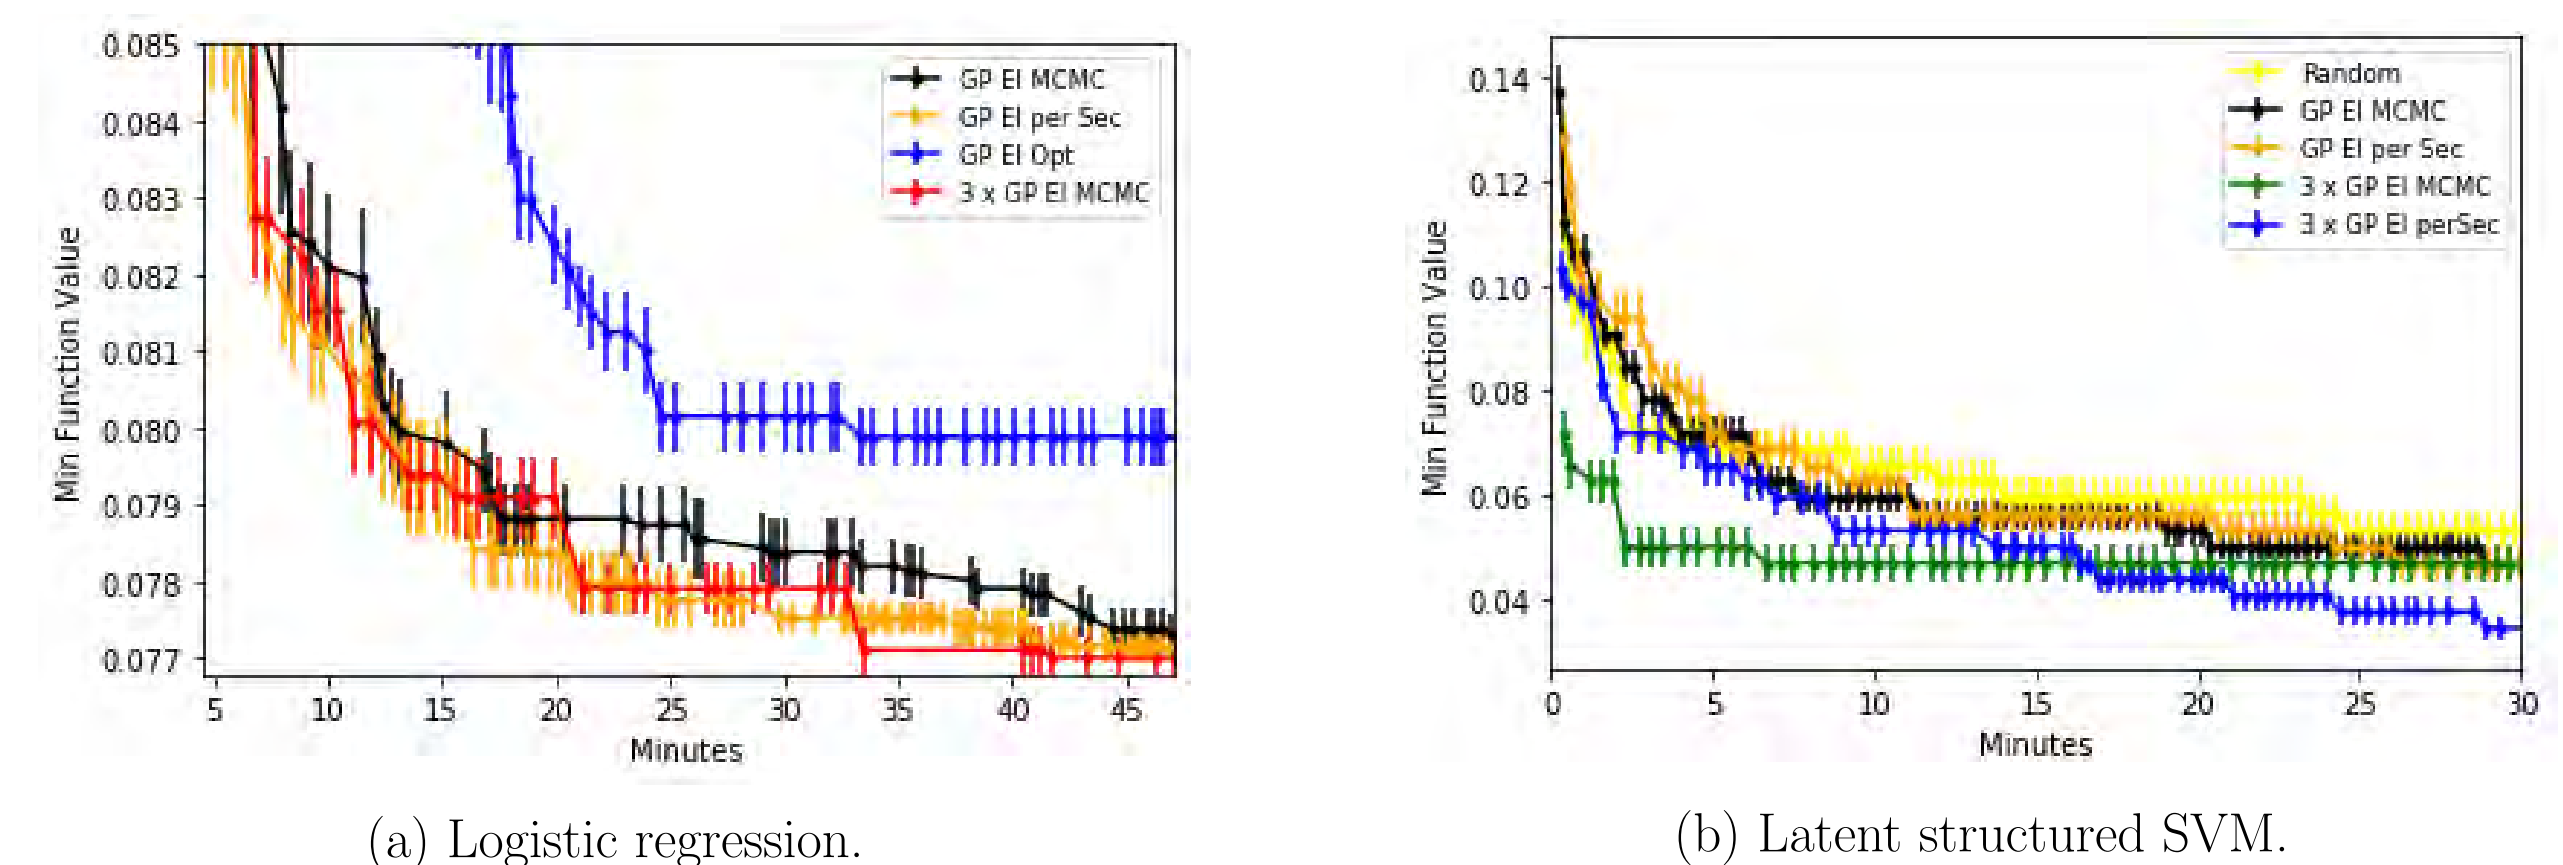 0.085
0.084
0.083
0.082
0.081
0.080
0.079
0.078
0.077
Min Function Value
GP EI MCMC
GP EI per Sec
GP EI Opt
3 x GP EI MCMC
5 10 15 20 25 30 35 40 45
Minutes
(a) Logistic regression.
0.14
0.12
0.10
0.08
0.06
0.04
Min Function Value
Random
GP EI MCMC
GP EI per Sec
3 x GP EI MCMC
3 x GP EI perSec
0 5 10 15 20 25 30
Minutes
(b) Latent structured SVM.